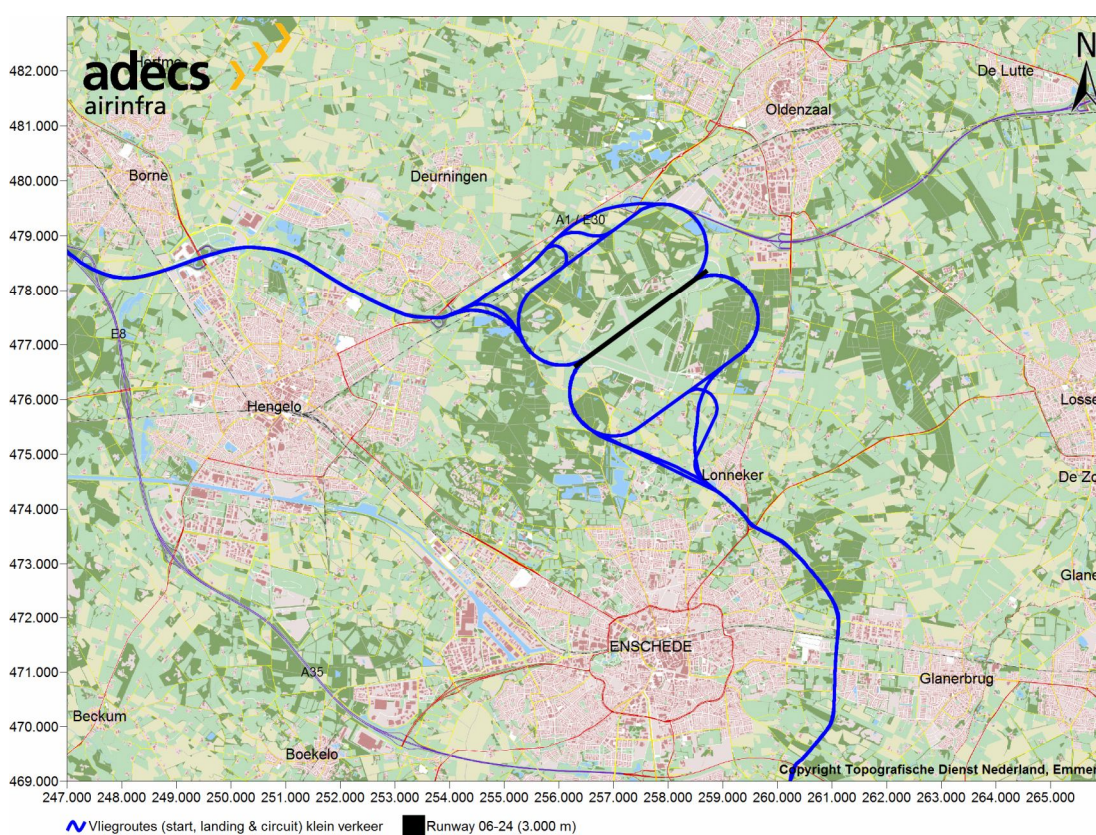 482.000
481.000
480.000
479.000
478.000
477.000
476.000
475.000
474.000
473.000
472.000
471.000
470.000
469.000
adecs
airinfra
Hertme
N
De Lutte
Oldenzaal
Borne
Deurningen
A1 / E30
E8
Hengelo
Losse
Lonneker
De Zo
Glane
ENSCHEDE
A35
Glanerbrug
Beckum
Boekelo
Copyright Topografische Dienst Nederland, Emmen
247.000 248.000 249.000 250.000 251.000 252.000 253.000 254.000 255.000 256.000 257.000 258.000 259.000 260.000 261.000 262.000 263.000 264.000 265.000
Vliegroutes (start, landing & circuit) klein verkeer Runway 06-24 (3.000 m)